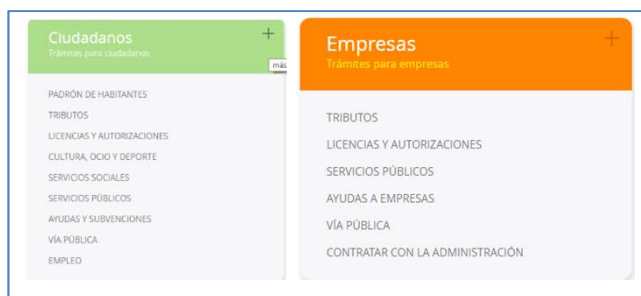 Ciudadanos
Trámites para ciudadanos
más
PADRÓN DE HABITANTES
TRIBUTOS
LICENCIAS Y AUTORIZACIONES
CULTURA, OCIO Y DEPORTE
SERVICIOS SOCIALES
SERVICIOS PÚBLICOS
AYUDAS Y SUBVENCIONES
VÍA PÚBLICA
EMPLEO
Empresas
Trámites para empresas
TRIBUTOS
LICENCIAS Y AUTORIZACIONES
SERVICIOS PÚBLICOS
AYUDAS A EMPRESAS
VÍA PÚBLICA
CONTRATAR CON LA ADMINISTRACIÓN